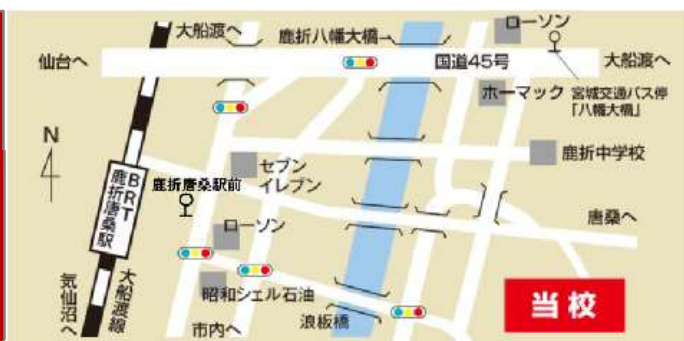 大船渡へ
鹿折八幡大橋
ローソン
仙台へ
国道45号
大船渡へ
ホーマック
宮城交通バス停
「八幡大橋」
N
セブン
イレブン
鹿折中学校
鹿折唐桑駅前
BRT
鹿折唐桑駅
唐桑へ
ローソン
大船渡線
気仙沼へ
昭和シェル石油
当校
市内へ
浪板橋